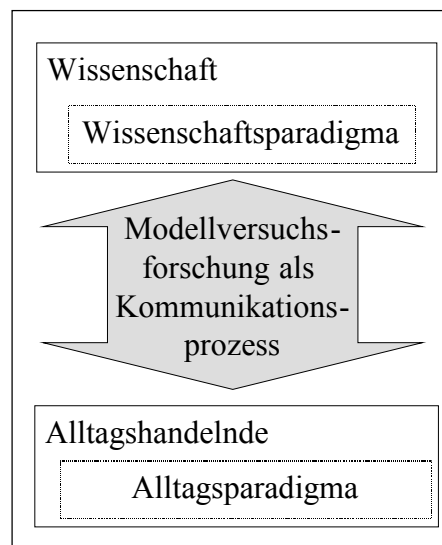 Wissenschaft
Wissenschaftsparadigma
Modellversuchs-
forschung als
Kommunikations-
prozess
Alltagshandelnde
Alltagsparadigma